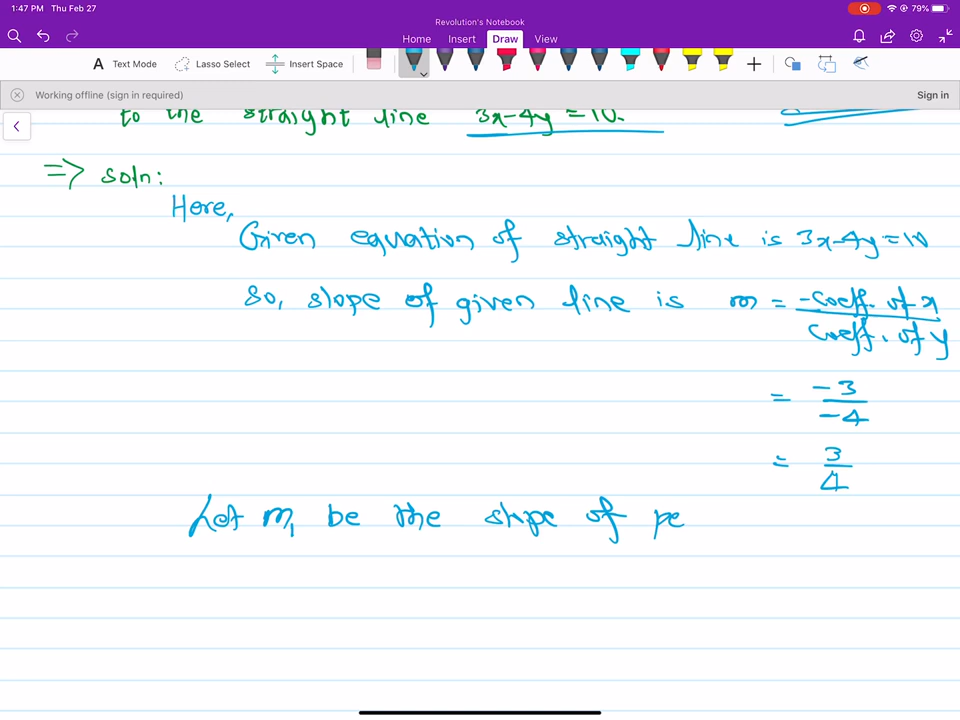 1:47 PM Thu Feb 27
79%
Revolution's Notebook
Home Insert Draw View
A Text Mode Lasso Select Insert Space
Working offline (sign in required) Sign in
to the straight line 3x-4y=10.
=> soln:
Here,
Given equation of straight line is 3x-4y=10
So, slope of given line is m = -coeff. of x
coeff. of y
= -3
-4
= 3
4
Let m, be the slope of pe